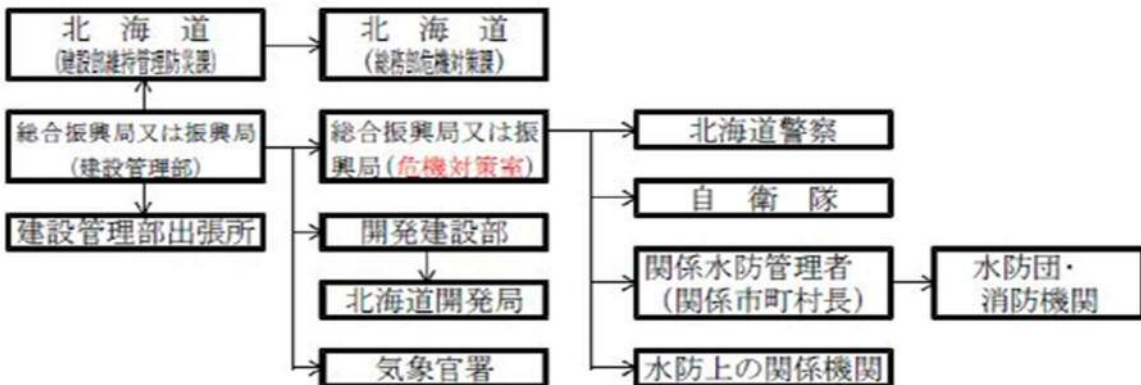 北 海 道
(建設部維持管理防災課)
北 海 道
(総務部危機対策課)
総合振興局又は振興局
(建設管理部)
総合振興局又は振
興局(危機対策室)
北海道警察
自 衛 隊
建設管理部出張所
開発建設部
関係水防管理者
(関係市町村長)
水防団・
消防機関
北海道開発局
気象官署
水防上の関係機関